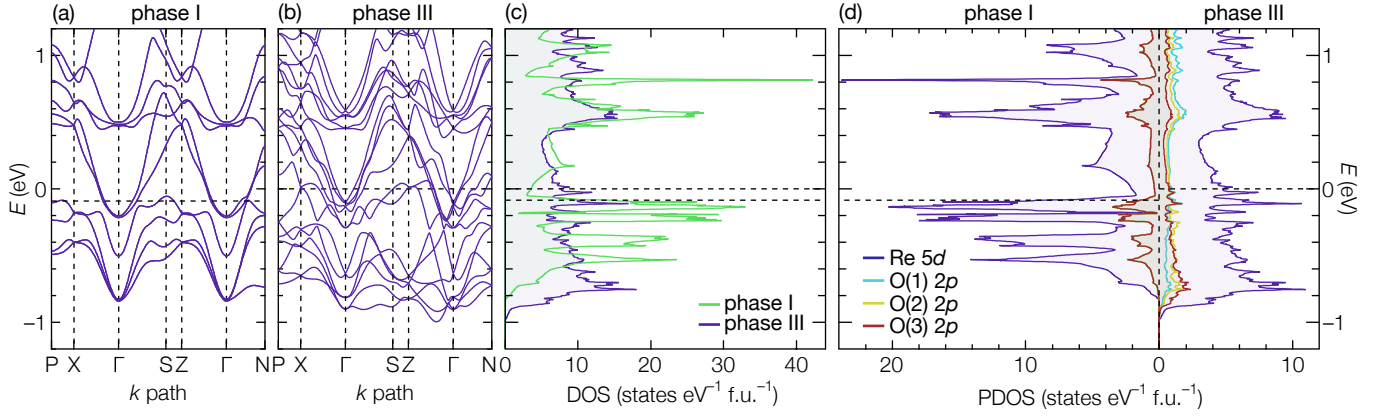 (a) phase I
(b) phase III
(c)
(d) phase I phase III
E (eV)
1
0
−1
P X Γ S Z Γ N
k path
P X Γ S Z Γ N
k path
phase I
phase III
0 10 20 30 40
DOS (states eV⁻¹ f.u.⁻¹)
Re 5d
O(1) 2p
O(2) 2p
O(3) 2p
20 10 0 10
PDOS (states eV⁻¹ f.u.⁻¹)
1
0
−1
E (eV)